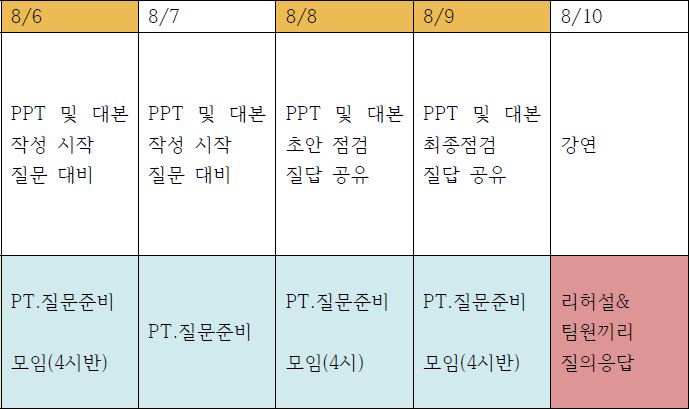 8/6
8/7
8/8
8/9
8/10
PPT 및 대본
작성 시작
질문 대비
PPT 및 대본
작성 시작
질문 대비
PPT 및 대본
초안 점검
질답 공유
PPT 및 대본
최종점검
질답 공유
강연
PT.질문준비
모임(4시반)
PT.질문준비
PT.질문준비
모임(4시)
PT.질문준비
모임(4시반)
리허설&
팀원끼리
질의응답